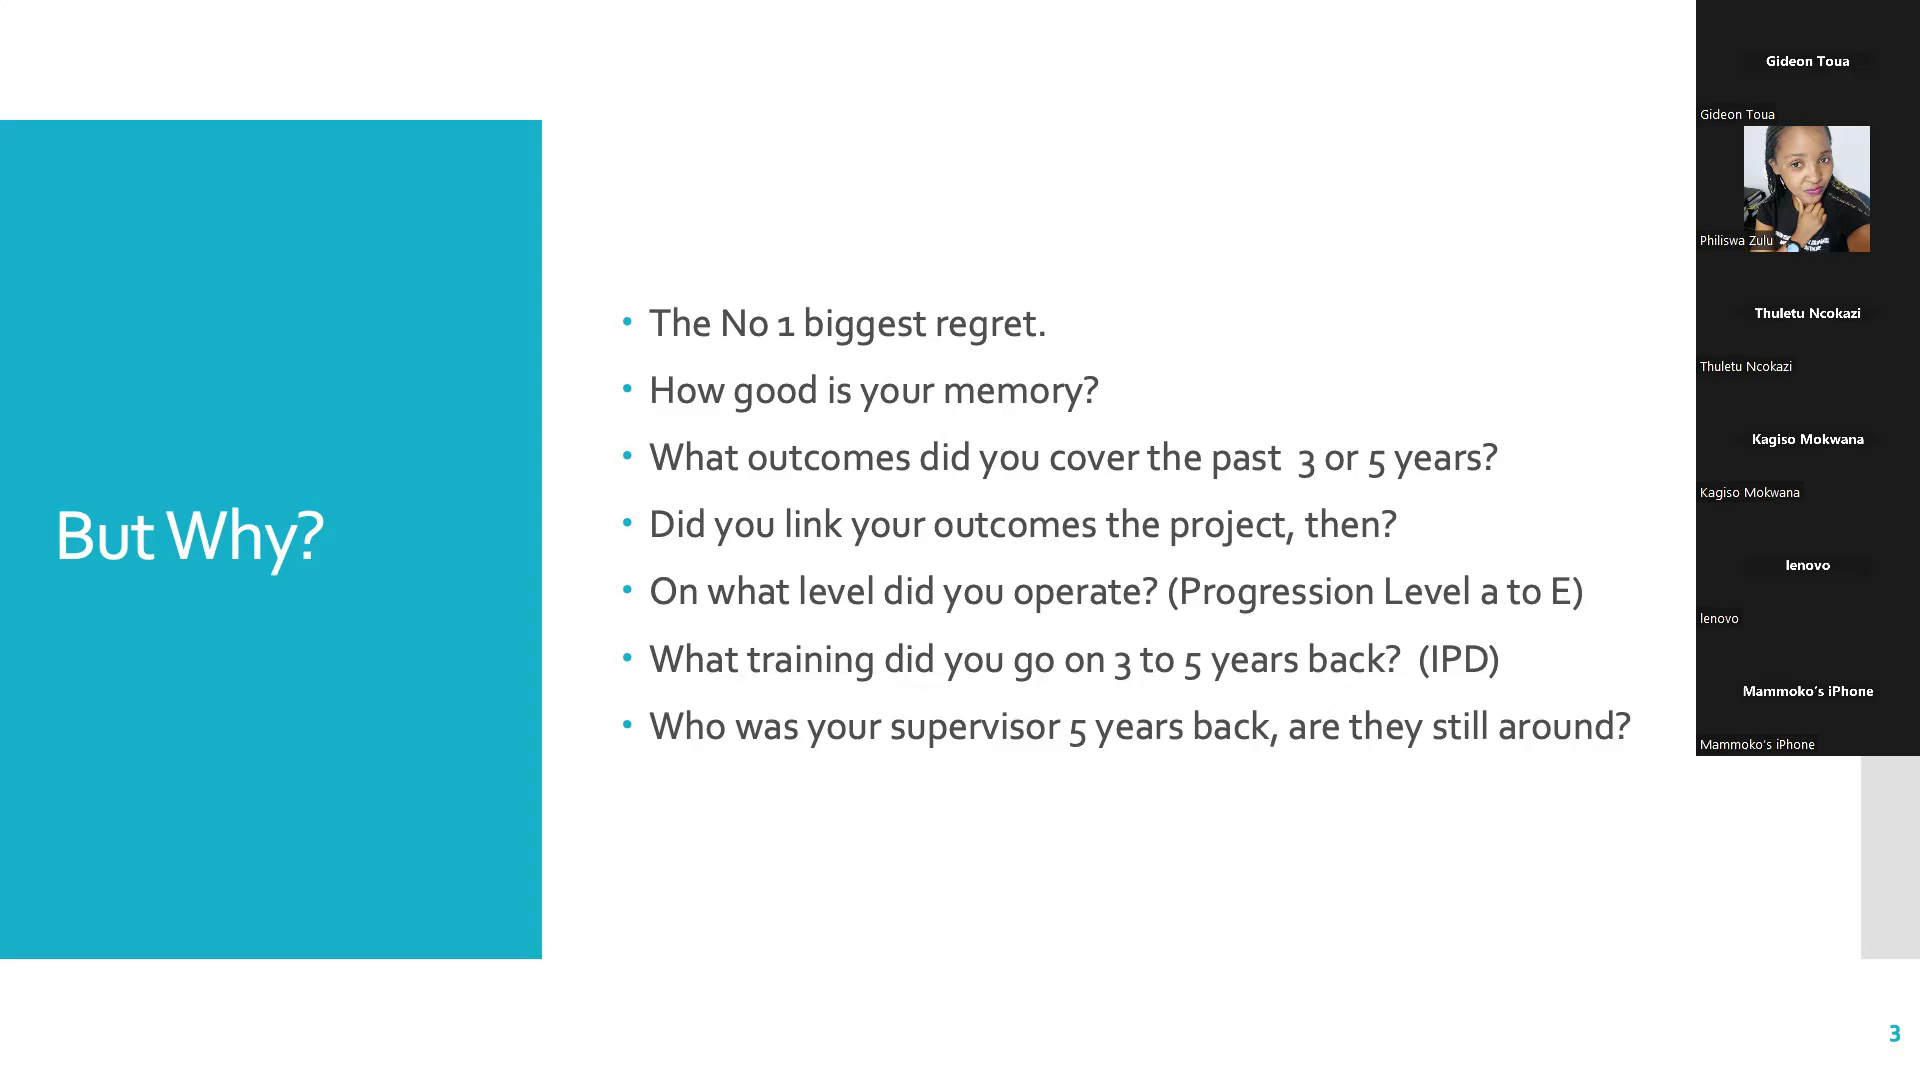 But Why?
The No 1 biggest regret.
How good is your memory?
What outcomes did you cover the past 3 or 5 years?
Did you link your outcomes the project, then?
On what level did you operate? (Progression Level a to E)
What training did you go on 3 to 5 years back? (IPD)
Who was your supervisor 5 years back, are they still around?
Gideon Toua
Gideon Toua
Philiswa Zulu
Thuletu Ncokazi
Thuletu Ncokazi
Kagiso Mokwana
Kagiso Mokwana
lenovo
lenovo
Mammoko's iPhone
Mammoko's iPhone
3